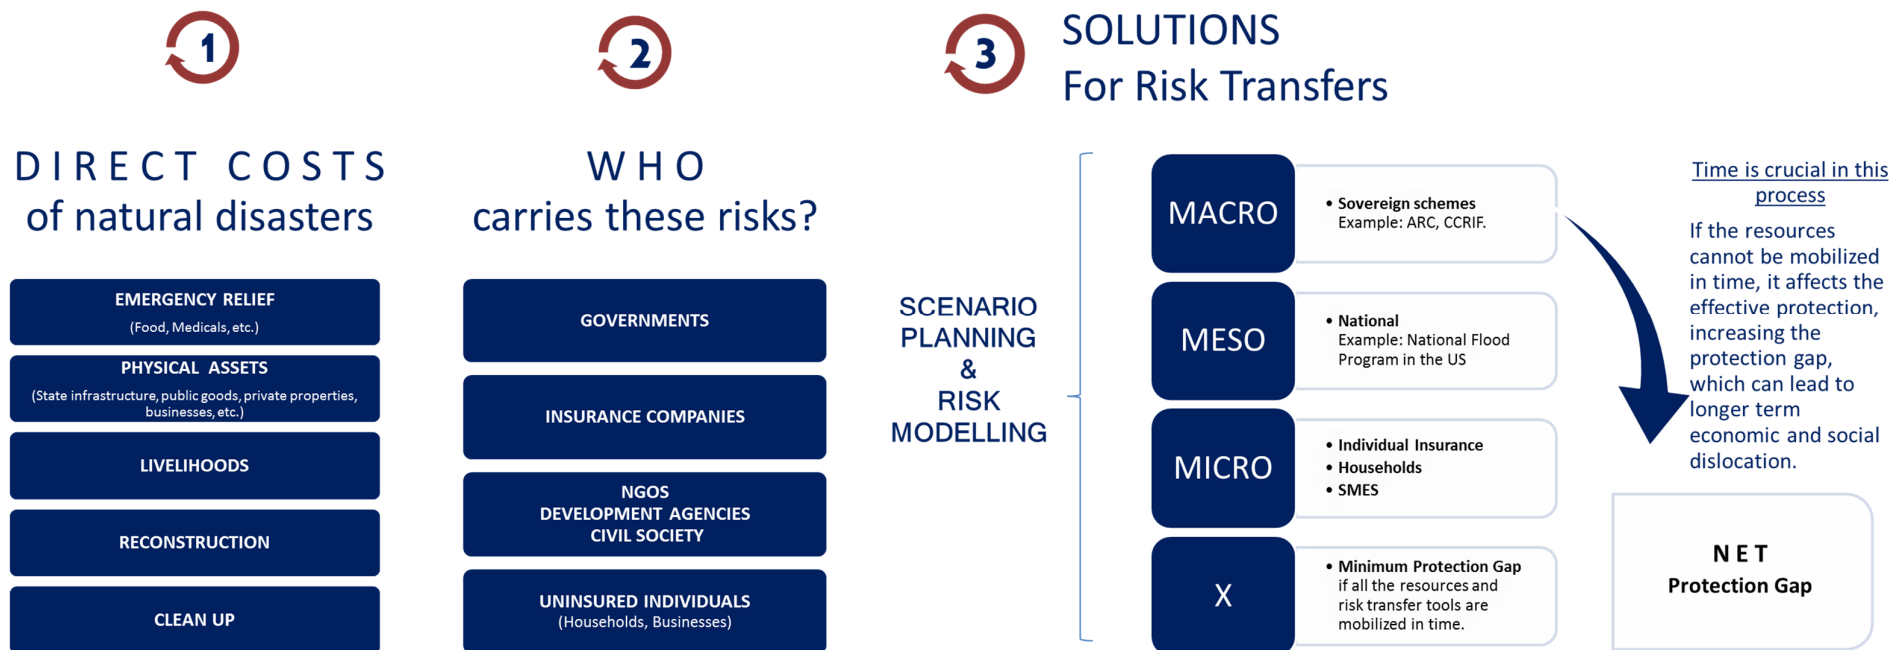 1
DIRECT COSTS
of natural disasters
EMERGENCY RELIEF
(Food, Medicals, etc.)
PHYSICAL ASSETS
(State infrastructure, public goods, private properties,
businesses, etc.)
LIVELIHOODS
RECONSTRUCTION
CLEAN UP
2
WHO
carries these risks?
GOVERNMENTS
INSURANCE COMPANIES
NGOS
DEVELOPMENT AGENCIES
CIVIL SOCIETY
UNINSURED INDIVIDUALS
(Households, Businesses)
3
SOLUTIONS
For Risk Transfers
SCENARIO
PLANNING
&
RISK
MODELLING
MACRO
• Sovereign schemes
Example: ARC, CCRIF.
MESO
• National
Example: National Flood
Program in the US
MICRO
• Individual Insurance
• Households
• SMES
X
• Minimum Protection Gap
if all the resources and
risk transfer tools are
mobilized in time.
Time is crucial in this
process
If the resources
cannot be mobilized
in time, it affects the
effective protection,
increasing the
protection gap,
which can lead to
longer term
economic and social
dislocation.
NET
Protection Gap